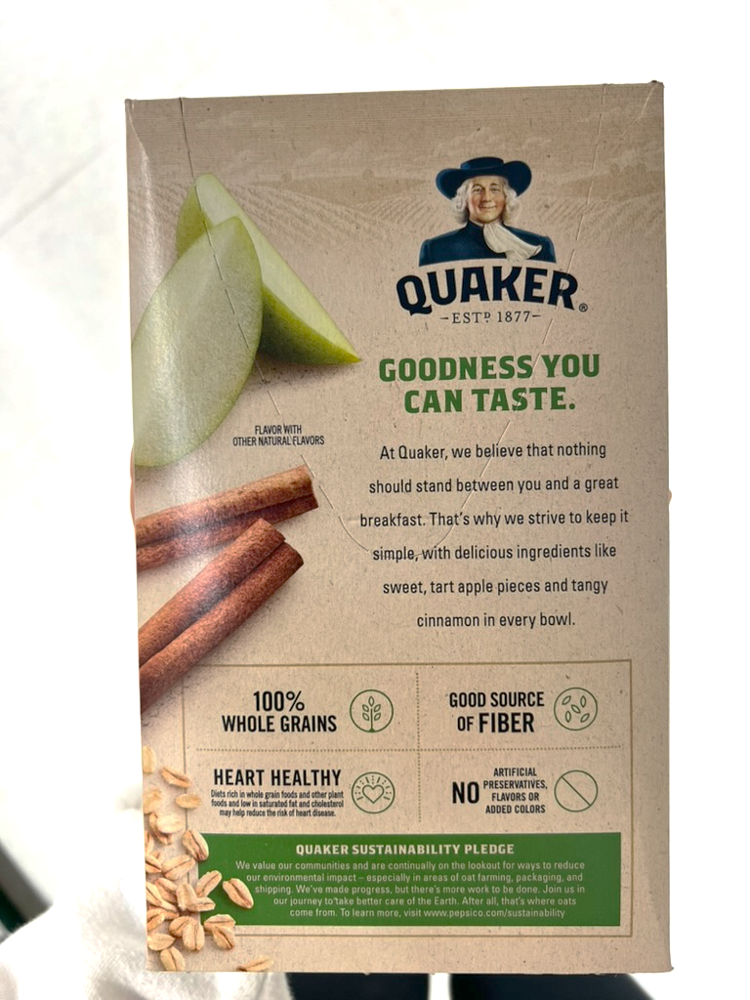 QUAKER®
–ESTD 1877–
GOODNESS YOU
CAN TASTE.
FLAVOR WITH
OTHER NATURAL FLAVORS
At Quaker, we believe that nothing
should stand between you and a great
breakfast. That's why we strive to keep it
simple, with delicious ingredients like
sweet, tart apple pieces and tangy
cinnamon in every bowl.
100%
WHOLE GRAINS
GOOD SOURCE
OF FIBER
HEART HEALTHY
Diets rich in whole grain foods and other plant
foods and low in saturated fat and cholesterol
may help reduce the risk of heart disease.
NO ARTIFICIAL
PRESERVATIVES,
FLAVORS OR
ADDED COLORS
QUAKER SUSTAINABILITY PLEDGE
We value our communities and are continually on the lookout for ways to reduce
our environmental impact – especially in areas of oat farming, packaging, and
shipping. We've made progress, but there's more work to be done. Join us in
our journey to take better care of the Earth. After all, that's where oats
come from. To learn more, visit www.pepsico.com/sustainability